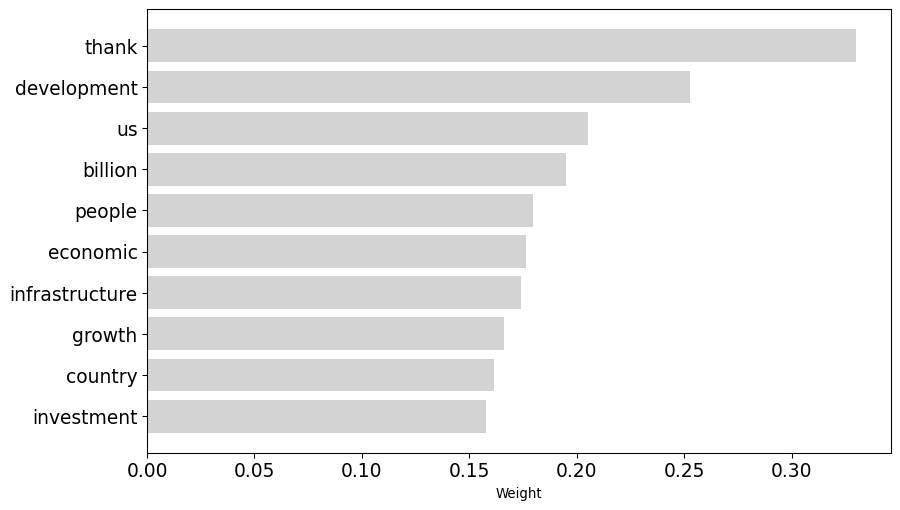 thank
development
us
billion
people
economic
infrastructure
growth
country
investment
0.00 0.05 0.10 0.15 0.20 0.25 0.30
Weight